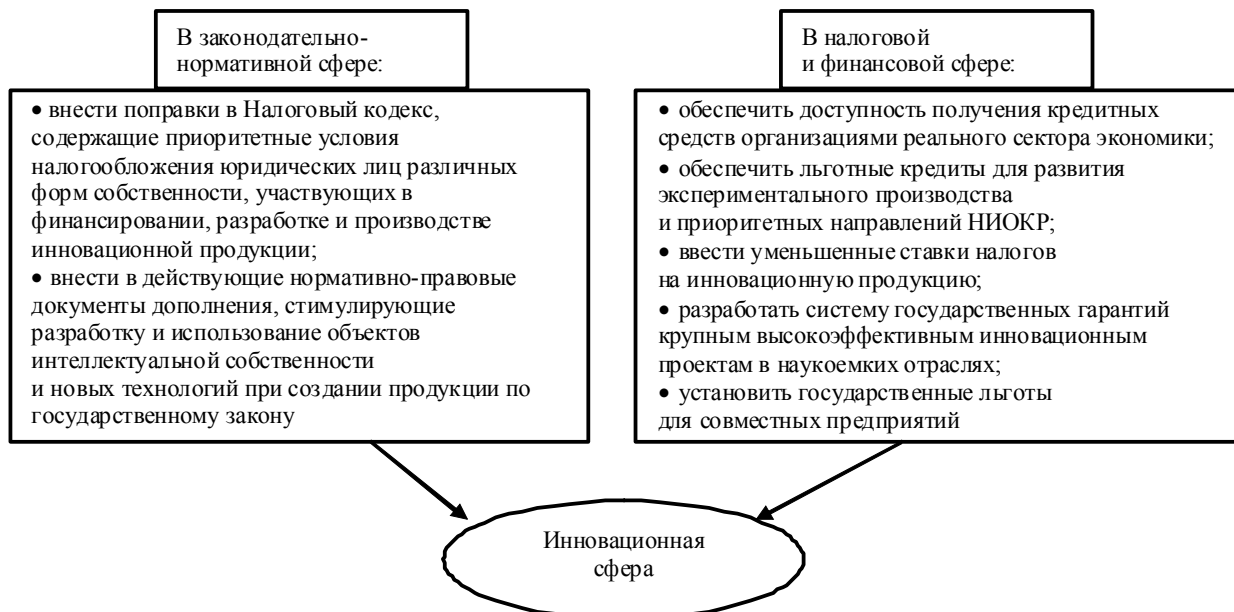 В законодательно-
нормативной сфере:
• внести поправки в Налоговый кодекс,
содержащие приоритетные условия
налогообложения юридических лиц различных
форм собственности, участвующих в
финансировании, разработке и производстве
инновационной продукции;
• внести в действующие нормативно-правовые
документы дополнения, стимулирующие
разработку и использование объектов
интеллектуальной собственности
и новых технологий при создании продукции по
государственному закону
В налоговой
и финансовой сфере:
• обеспечить доступность получения кредитных
средств организациями реального сектора экономики;
• обеспечить льготные кредиты для развития
экспериментального производства
и приоритетных направлений НИОКР;
• ввести уменьшенные ставки налогов
на инновационную продукцию;
• разработать систему государственных гарантий
крупным высокоэффективным инновационным
проектам в наукоемких отраслях;
• установить государственные льготы
для совместных предприятий
Инновационная
сфера